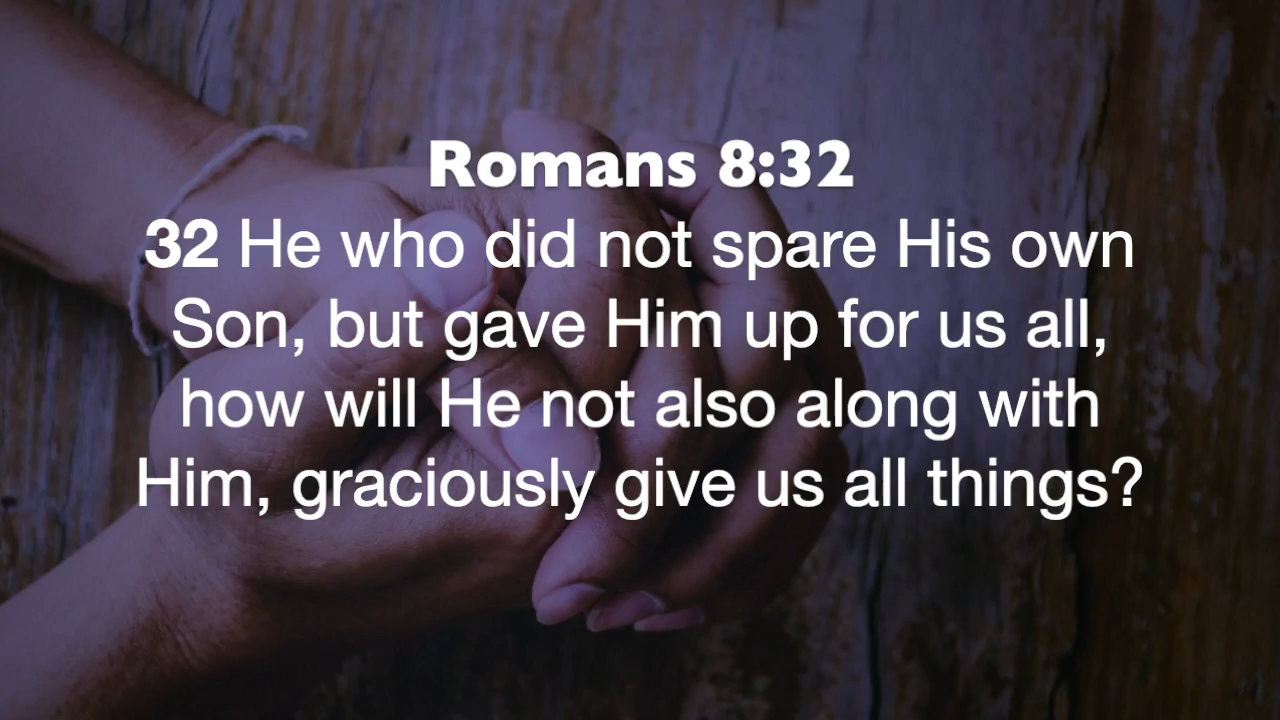 Romans 8:32
32 He who did not spare His own
Son, but gave Him up for us all,
how will He not also along with
Him, graciously give us all things?